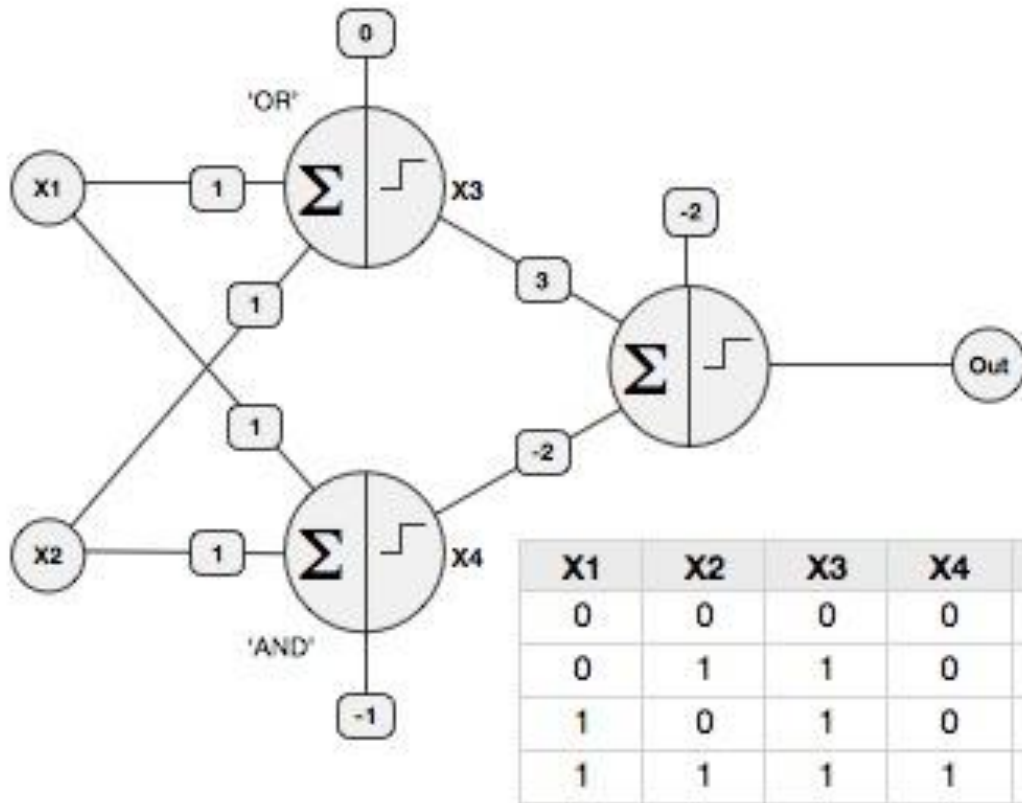 0
'OR'
X1
1
Σ
X3
-2
1
3
Σ
Out
1
-2
X2
1
Σ
X4
'AND'
-1
X1 X2 X3 X4
0 0 0 0
0 1 1 0
1 0 1 0
1 1 1 1